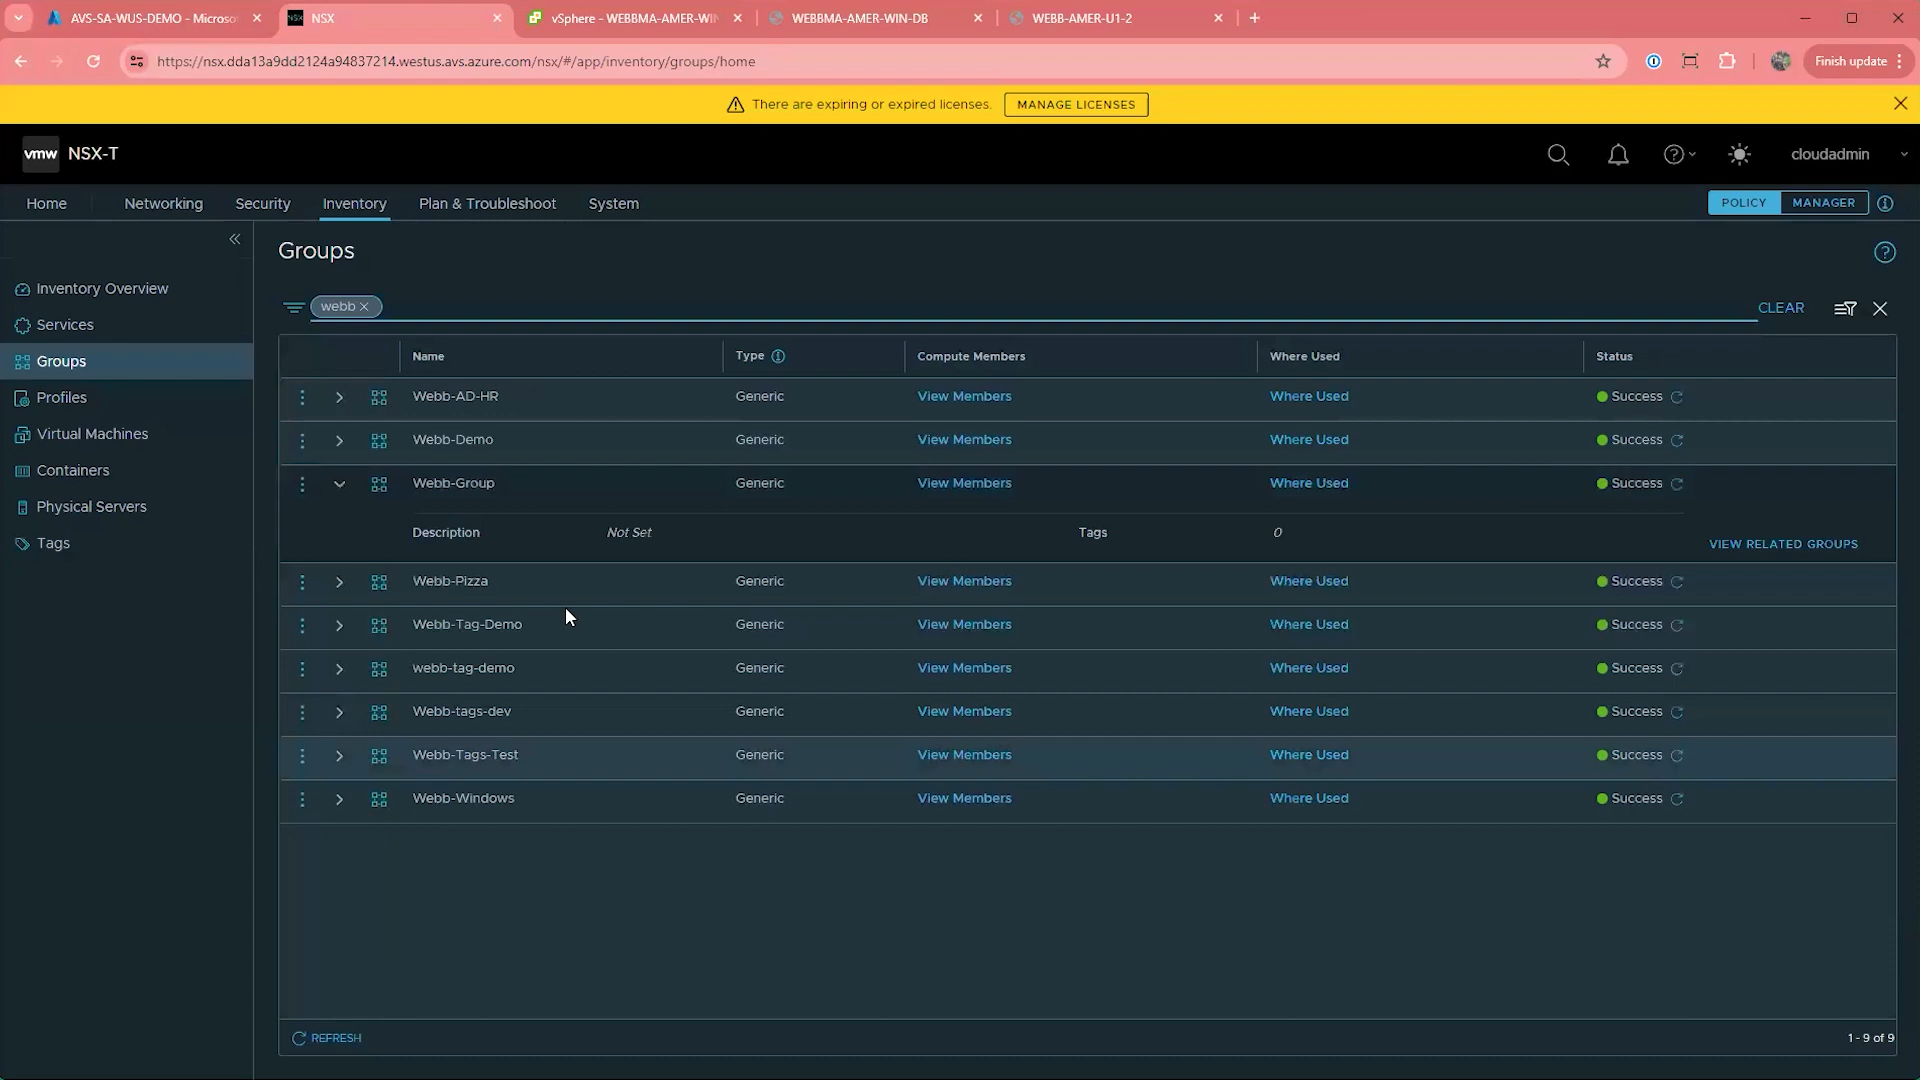 AVS-SA-WUS-DEMO - Microso
NSX
vSphere - WEBBMA-AMER-WIN
WEBBMA-AMER-WIN-DB
WEBB-AMER-U1-2
https://nsx.dda13a9dd2124a94837214.westus.avs.azure.com/nsx/#/app/inventory/groups/home
Finish update
There are expiring or expired licenses.
MANAGE LICENSES
vmw NSX-T
cloudadmin
Home
Networking
Security
Inventory
Plan & Troubleshoot
System
POLICY
MANAGER
Inventory Overview
Services
Groups
Profiles
Virtual Machines
Containers
Physical Servers
Tags
Groups
webb
CLEAR
Name Type Compute Members Where Used Status
Webb-AD-HR Generic View Members Where Used Success
Webb-Demo Generic View Members Where Used Success
Webb-Group Generic View Members Where Used Success
Description Not Set Tags 0
VIEW RELATED GROUPS
Webb-Pizza Generic View Members Where Used Success
Webb-Tag-Demo Generic View Members Where Used Success
webb-tag-demo Generic View Members Where Used Success
Webb-tags-dev Generic View Members Where Used Success
Webb-Tags-Test Generic View Members Where Used Success
Webb-Windows Generic View Members Where Used Success
REFRESH
1 - 9 of 9